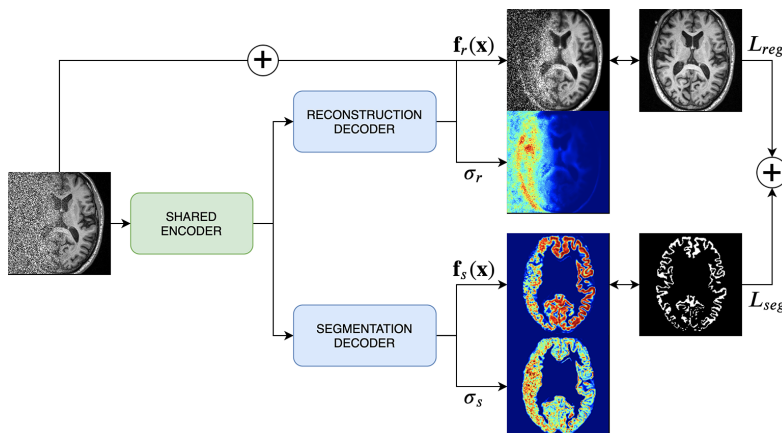 f_r(x)
L_reg
RECONSTRUCTION
DECODER
σ_r
SHARED
ENCODER
f_s(x)
SEGMENTATION
DECODER
L_seg
σ_s